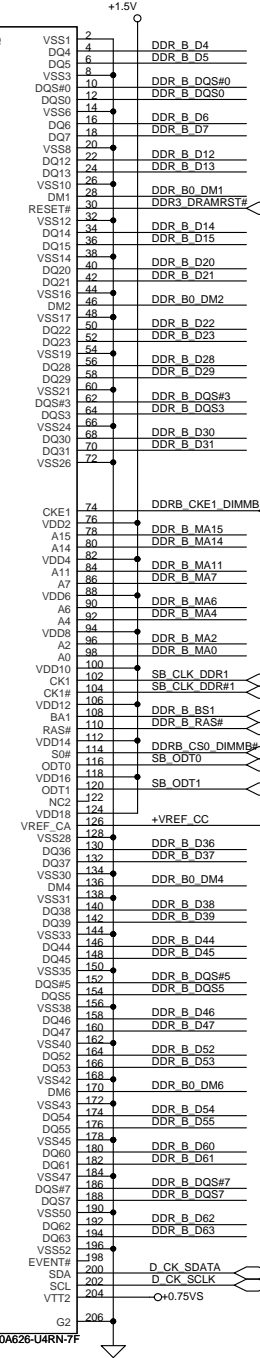 +1.5V
VSS1 2
DQ4 4 DDR_B_D4
DQ5 6 DDR_B_D5
VSS3 8
DQS#0 10 DDR_B_DQS#0
DQS0 12 DDR_B_DQS0
VSS6 14
DQ6 16 DDR_B_D6
DQ7 18 DDR_B_D7
VSS8 20
DQ12 22 DDR_B_D12
DQ13 24 DDR_B_D13
VSS10 26
DM1 28 DDR_B0_DM1
RESET# 30 DDR3_DRAMRST#
VSS12 32
DQ14 34 DDR_B_D14
DQ15 36 DDR_B_D15
VSS14 38
DQ20 40 DDR_B_D20
DQ21 42 DDR_B_D21
VSS16 44
DM2 46 DDR_B0_DM2
VSS17 48
DQ22 50 DDR_B_D22
DQ23 52 DDR_B_D23
VSS19 54
DQ28 56 DDR_B_D28
DQ29 58 DDR_B_D29
VSS21 60
DQS#3 62 DDR_B_DQS#3
DQS3 64 DDR_B_DQS3
VSS24 66
DQ30 68 DDR_B_D30
DQ31 70 DDR_B_D31
VSS26 72
CKE1 74 DDRB_CKE1_DIMMB
VDD2 76
A15 78 DDR_B_MA15
A14 80 DDR_B_MA14
VDD4 82
A11 84 DDR_B_MA11
A7 86 DDR_B_MA7
VDD6 88
A6 90 DDR_B_MA6
A4 92 DDR_B_MA4
VDD8 94
A2 96 DDR_B_MA2
A0 98 DDR_B_MA0
VDD10 100
CK1 102 SB_CLK_DDR1
CK1# 104 SB_CLK_DDR#1
VDD12 106
BA1 108 DDR_B_BS1
RAS# 110 DDR_B_RAS#
VDD14 112
S0# 114 DDRB_CS0_DIMMB#
ODT0 116 SB_ODT0
VDD16 118
ODT1 120 SB_ODT1
NC2 122
VDD18 124
VREF_CA 126 +VREF_CC
VSS28 128
DQ36 130 DDR_B_D36
DQ37 132 DDR_B_D37
VSS30 134
DM4 136 DDR_B0_DM4
VSS31 138
DQ38 140 DDR_B_D38
DQ39 142 DDR_B_D39
VSS33 144
DQ44 146 DDR_B_D44
DQ45 148 DDR_B_D45
VSS35 150
DQS#5 152 DDR_B_DQS#5
DQS5 154 DDR_B_DQS5
VSS38 156
DQ46 158 DDR_B_D46
DQ47 160 DDR_B_D47
VSS40 162
DQ52 164 DDR_B_D52
DQ53 166 DDR_B_D53
VSS42 168
DM6 170 DDR_B0_DM6
VSS43 172
DQ54 174 DDR_B_D54
DQ55 176 DDR_B_D55
VSS45 178
DQ60 180 DDR_B_D60
DQ61 182 DDR_B_D61
VSS47 184
DQS#7 186 DDR_B_DQS#7
DQS7 188 DDR_B_DQS7
VSS50 190
DQ62 192 DDR_B_D62
DQ63 194 DDR_B_D63
VSS52 196
EVENT# 198
SDA 200 D_CK_SDATA
SCL 202 D_CK_SCLK
VTT2 204 +0.75VS
G2 206
0A626-U4RN-7F